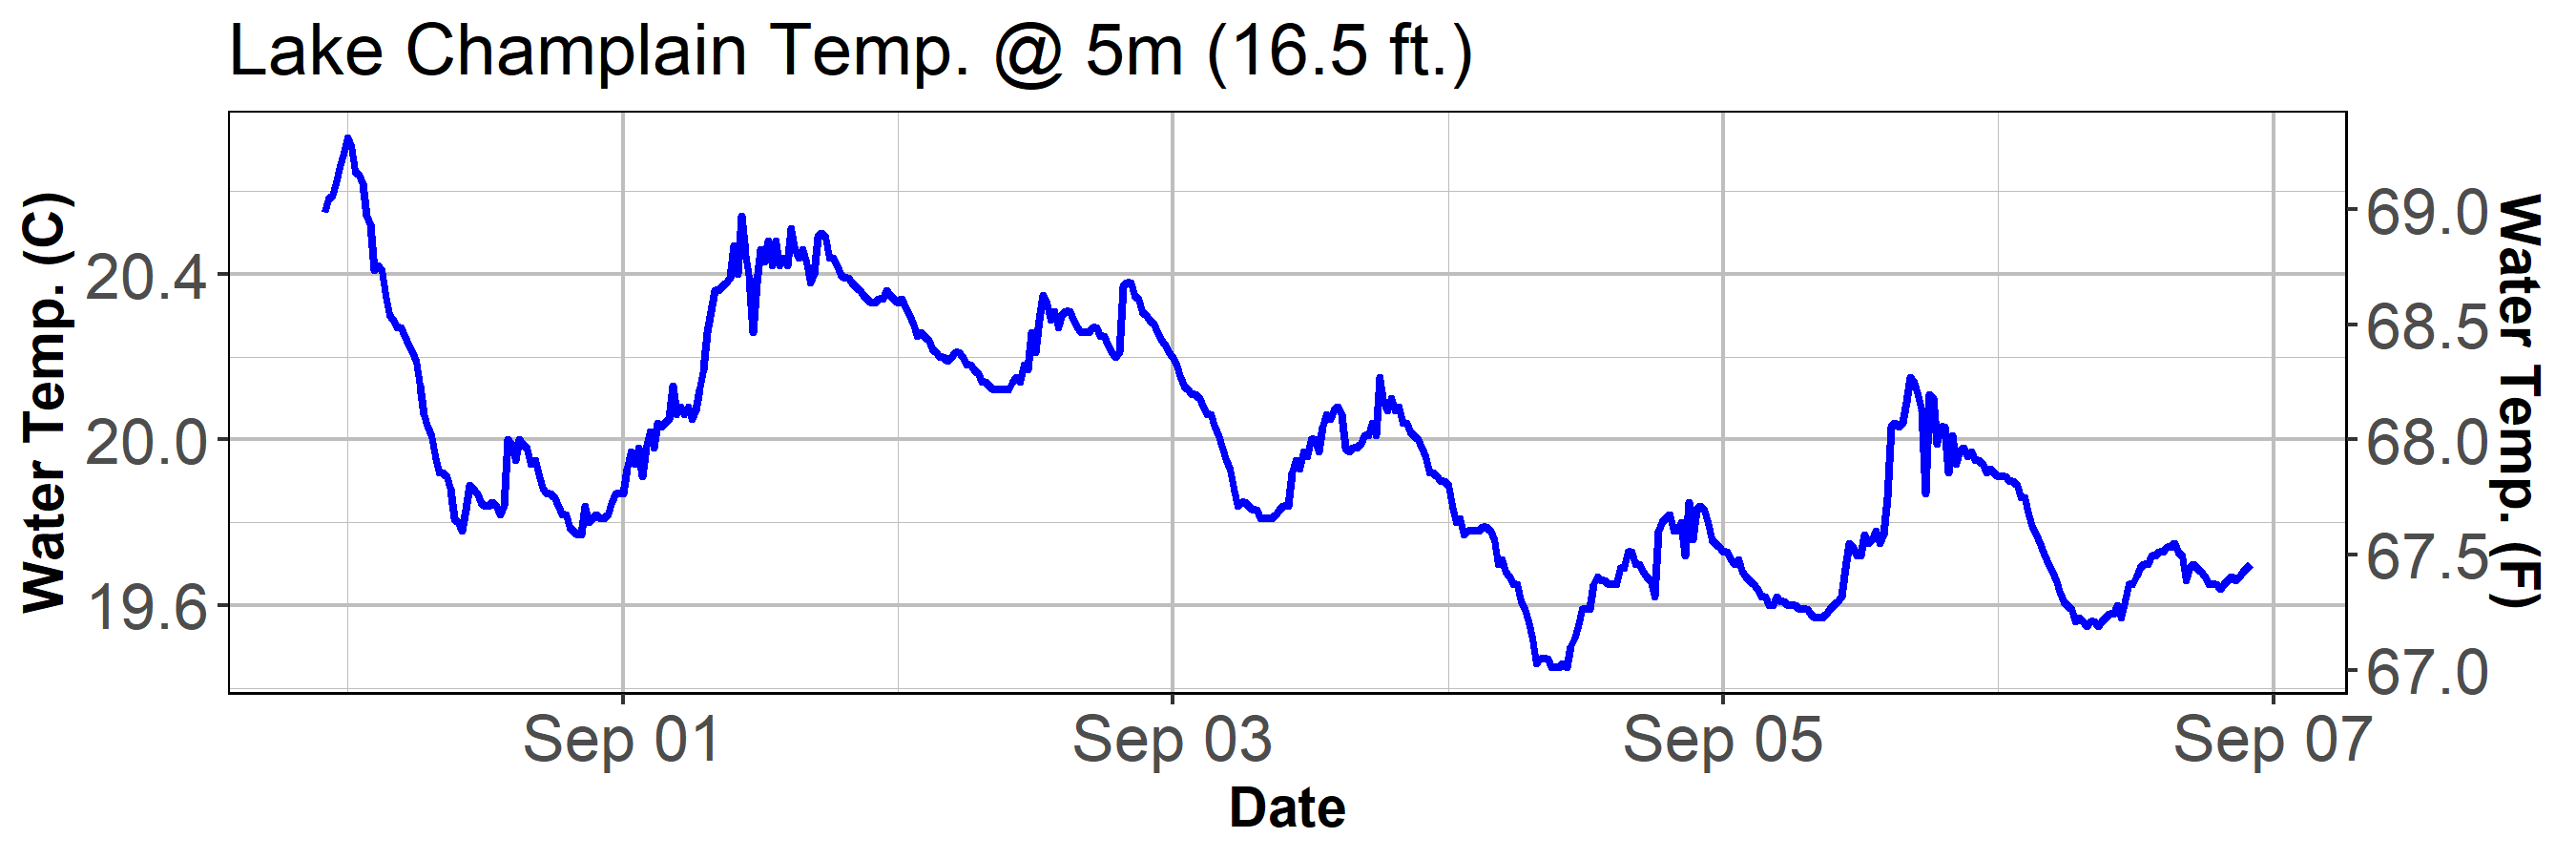 Lake Champlain Temp. @ 5m (16.5 ft.)
Water Temp. (C)
20.4
20.0
19.6
69.0
68.5
68.0
67.5
67.0
Water Temp. (F)
Sep 01
Sep 03
Sep 05
Sep 07
Date